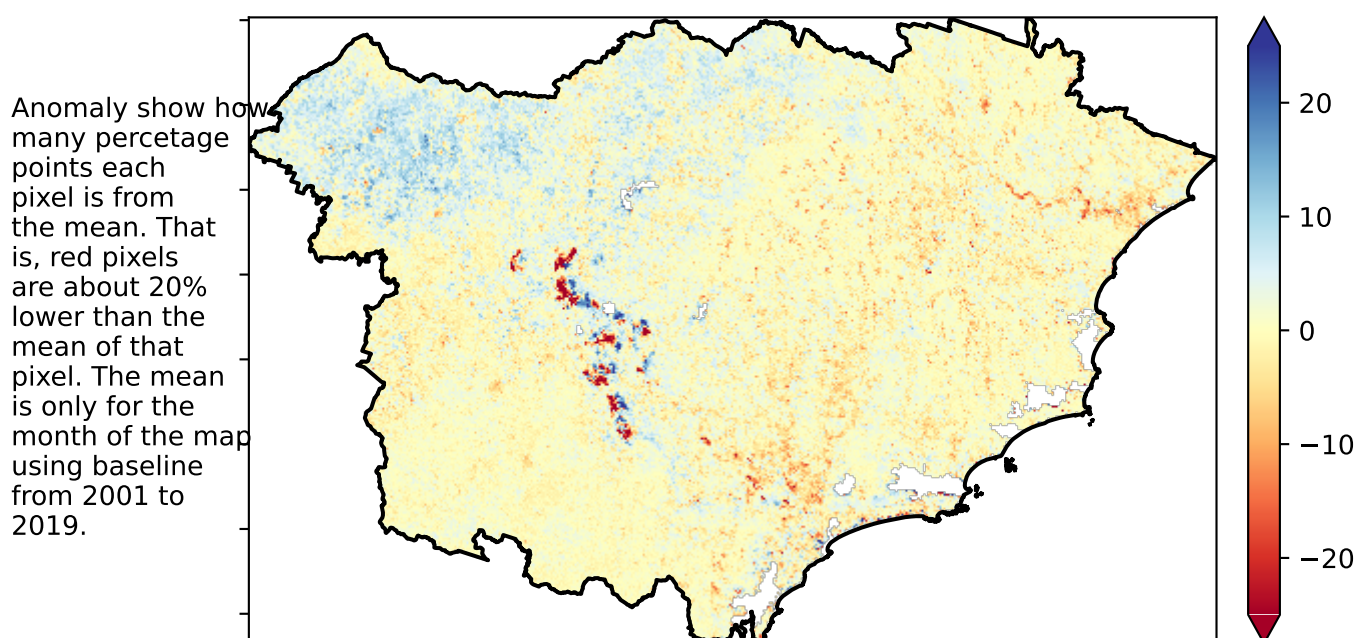 Anomaly show how
many percetage
points each
pixel is from
the mean. That
is, red pixels
are about 20%
lower than the
mean of that
pixel. The mean
is only for the
month of the map
using baseline
from 2001 to
2019.
20
10
0
−10
−20